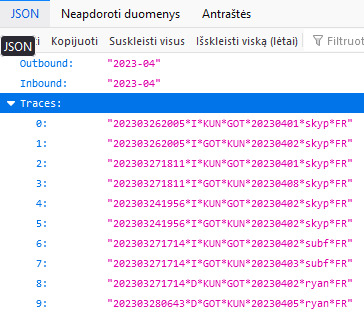 JSON Neapdoroti duomenys Antraštės
Kopijuoti Suskleisti visus Išskleisti viską (lėtai) Filtruot
JSON
Outbound: "2023-04"
Inbound: "2023-04"
Traces:
0: "202303262005*I*KUN*GOT*20230401*skyp*FR"
1: "202303262005*I*GOT*KUN*20230402*skyp*FR"
2: "202303271811*I*KUN*GOT*20230401*skyp*FR"
3: "202303271811*I*GOT*KUN*20230408*skyp*FR"
4: "202303241956*I*KUN*GOT*20230402*skyp*FR"
5: "202303241956*I*GOT*KUN*20230402*skyp*FR"
6: "202303271714*I*KUN*GOT*20230402*subf*FR"
7: "202303271714*I*GOT*KUN*20230403*subf*FR"
8: "202303271714*D*GOT*KUN*20230402*ryan*FR"
9: "202303280643*D*GOT*KUN*20230405*ryan*FR"